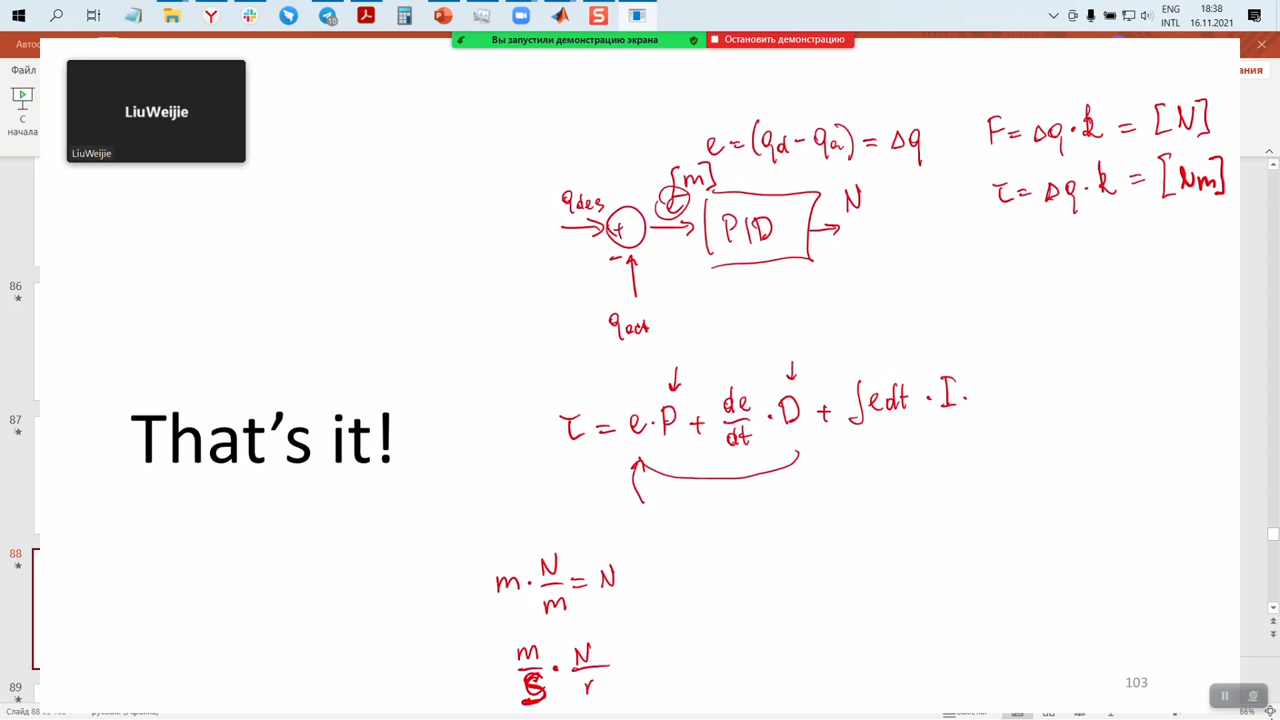 18:38
ENG
INTL
16.11.2021
10
Вы запустили демонстрацию экрана
Остановить демонстрацию
Файл
С
начала
LiuWeijie
LiuWeijie
e = (qd - qa) = Δq
F = Δq · k = [N]
τ = Δq · k = [Nm]
[m]
qdes
e
+
PID
N
-
qact
86
87
88
89
That's it!
τ = e · P + de/dt · D + ∫edt · I.
m · N/m = N
m/S · N/r
103